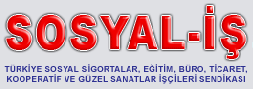 SOSYAL-İŞ
TÜRKİYE SOSYAL SİGORTALAR, EĞİTİM, BÜRO, TİCARET,
KOOPERATİF VE GÜZEL SANATLAR İŞÇİLERİ SENDİKASI